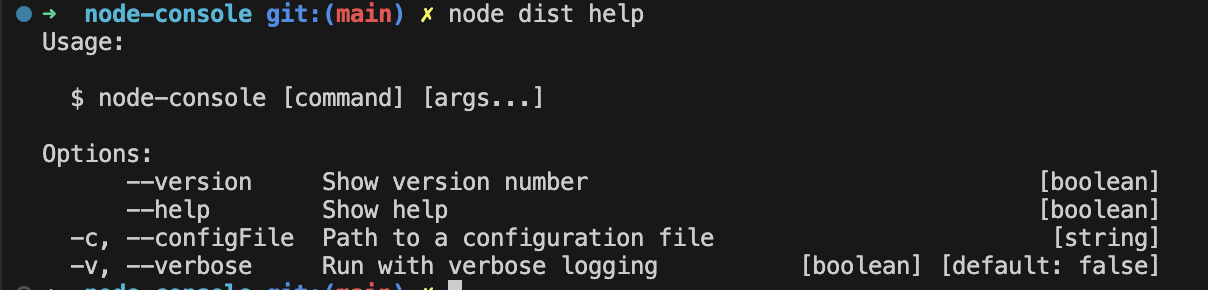 ➜  node-console git:(main) ✗ node dist help
Usage:
$ node-console [command] [args...]
Options:
--version     Show version number     [boolean]
--help     Show help     [boolean]
-c, --configFile  Path to a configuration file     [string]
-v, --verbose     Run with verbose logging     [boolean] [default: false]
➜  node-console git:(main) ✗